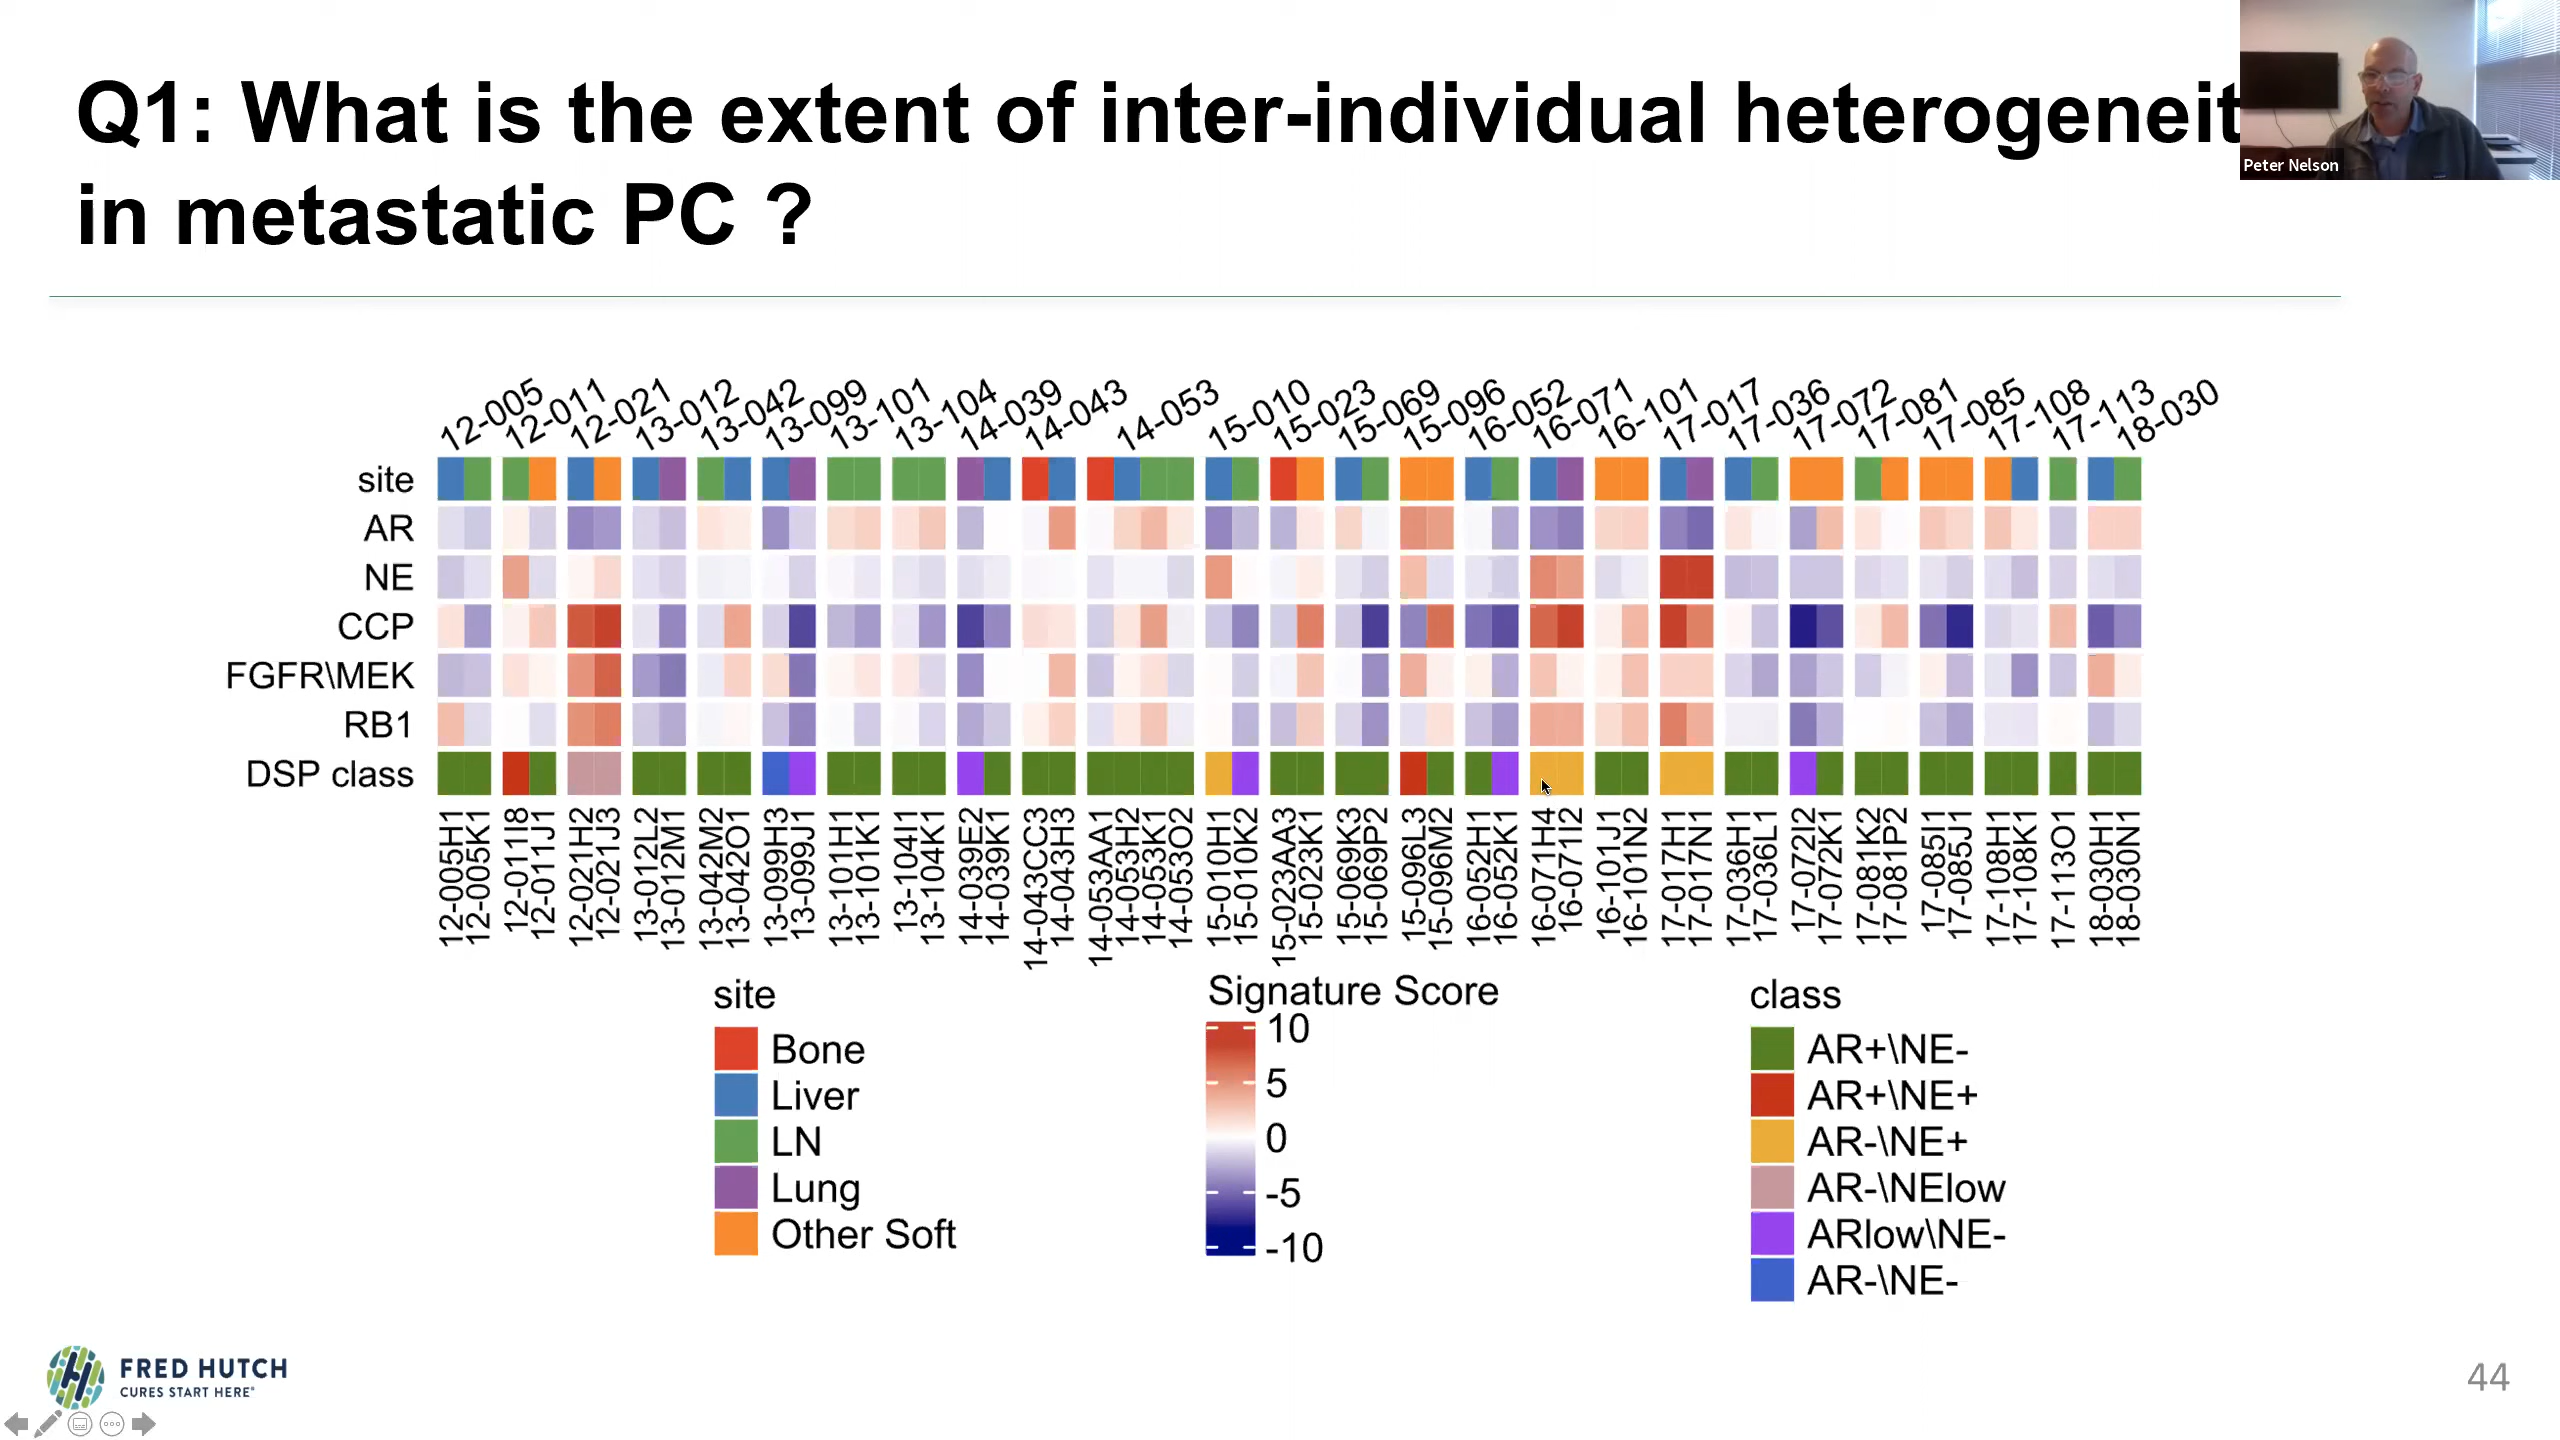 Q1: What is the extent of inter-individual heterogeneit
in metastatic PC ?
Peter Nelson
12-005 12-011 12-021 13-012 13-042 13-099 13-101 13-104 14-039 14-043 14-053 15-010 15-023 15-069 15-096 16-052 16-071 16-101 17-017 17-036 17-072 17-081 17-085 17-108 17-113 18-030
site
AR
NE
CCP
FGFR\MEK
RB1
DSP class
12-005H1
12-005K1
12-011I8
12-011J1
12-021H2
12-021J3
13-012L2
13-012M1
13-042M2
13-042O1
13-099H3
13-099J1
13-101H1
13-101K1
13-104I1
13-104K1
14-039E2
14-039K1
14-043CC3
14-043H3
14-053AA1
14-053H2
14-053K1
14-053O2
15-010H1
15-010K2
15-023AA3
15-023K1
15-069K3
15-069P2
15-096L3
15-096M2
16-052H1
16-052K1
16-071H4
16-071I2
16-101J1
16-101N2
17-017H1
17-017N1
17-036H1
17-036L1
17-072I2
17-072K1
17-081K2
17-081P2
17-085I1
17-085J1
17-108H1
17-108K1
17-113O1
18-030H1
18-030N1
site
Bone
Liver
LN
Lung
Other Soft
Signature Score
10
5
0
-5
-10
class
AR+\NE-
AR+\NE+
AR-\NE+
AR-\NElow
ARlow\NE-
AR-\NE-
FRED HUTCH
CURES START HERE®
44